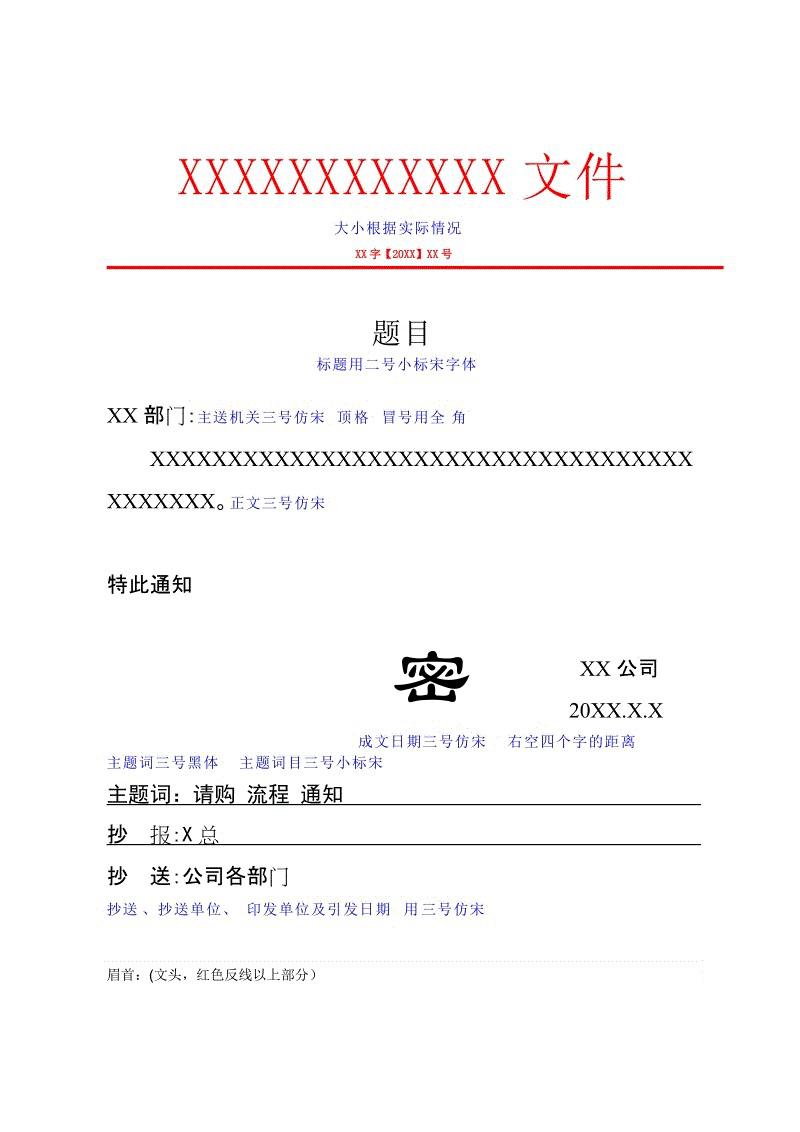 XXXXXXXXXXXX 文件
大小根据实际情况
XX 字【20XX】XX 号
题目
标题用二号小标宋字体
XX 部门:主送机关三号仿宋 顶格 冒号用全 角
XXXXXXXXXXXXXXXXXXXXXXXXXXXXXXXXXXX
XXXXXXX。正文三号仿宋
特此通知
密
XX 公司
20XX.X.X
成文日期三号仿宋 右空四个字的距离
主题词三号黑体 主题词目三号小标宋
主题词：请购 流程 通知
抄 报:X 总
抄 送:公司各部门
抄送 、抄送单位、 印发单位及引发日期 用三号仿宋
眉首：(文头，红色反线以上部分）